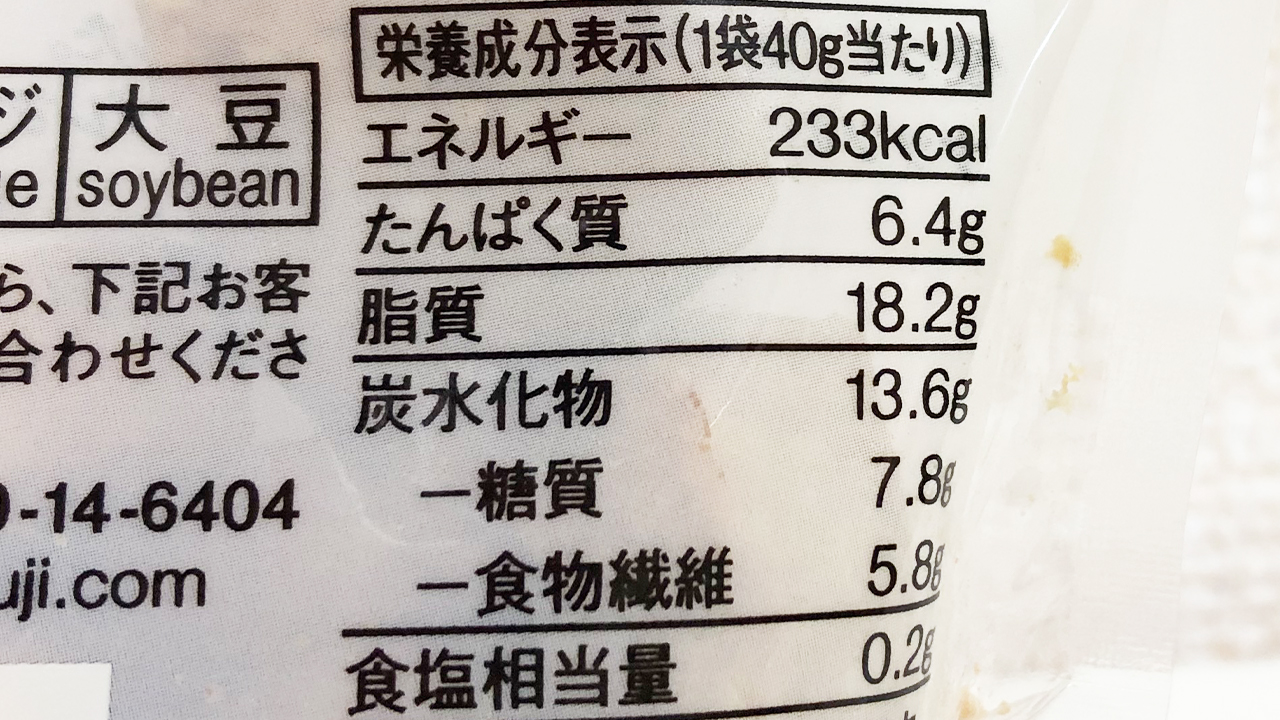 ジ 大豆
e soybean
ら、下記お客
合わせくださ
-14-6404
uji.com
栄養成分表示(1袋40g当たり)
エネルギー 233kcal
たんぱく質 6.4g
脂質 18.2g
炭水化物 13.6g
－糖質 7.8g
－食物繊維 5.8g
食塩相当量 0.2g